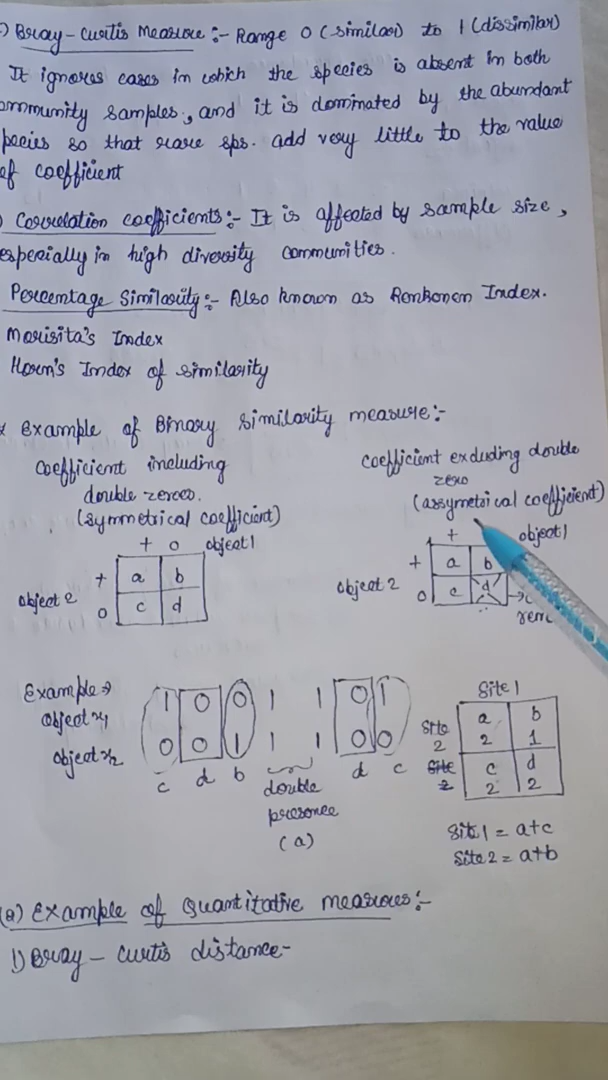 Bray-Curtis Measure :- Range 0 (similar) to 1 (dissimilar)
It ignores cases in which the species is absent in both
ommunity samples, and it is dominated by the abundant
pecies so that rare sps. add very little to the value
of coefficient
Correlation coefficients :- It is affected by sample size,
especially in high diversity communities.
Percentage Similarity :- Also known as Renkonen Index.
Morisita's Index
Horn's Index of similarity
Example of Binary similarity measure :-
coefficient including
double zeroes.
(symmetrical coefficient)
coefficient excluding double
zero
(assymetrical coefficient)
+ 0 object 1
object 2 + a b
0 c d
+ object 1
object 2 + a b
0 c d
rem
Example →
object x1 1 0 0 1 1 0 1
object x2 0 0 1 1 1 0 0
c d b double d c
presence
(a)
Site 1
Site 2
a b
2 1
Site 2
c d
2 2
Site 1 = a+c
Site 2 = a+b
(B) Example of Quantitative measures :-
1) Bray - Curtis distance-